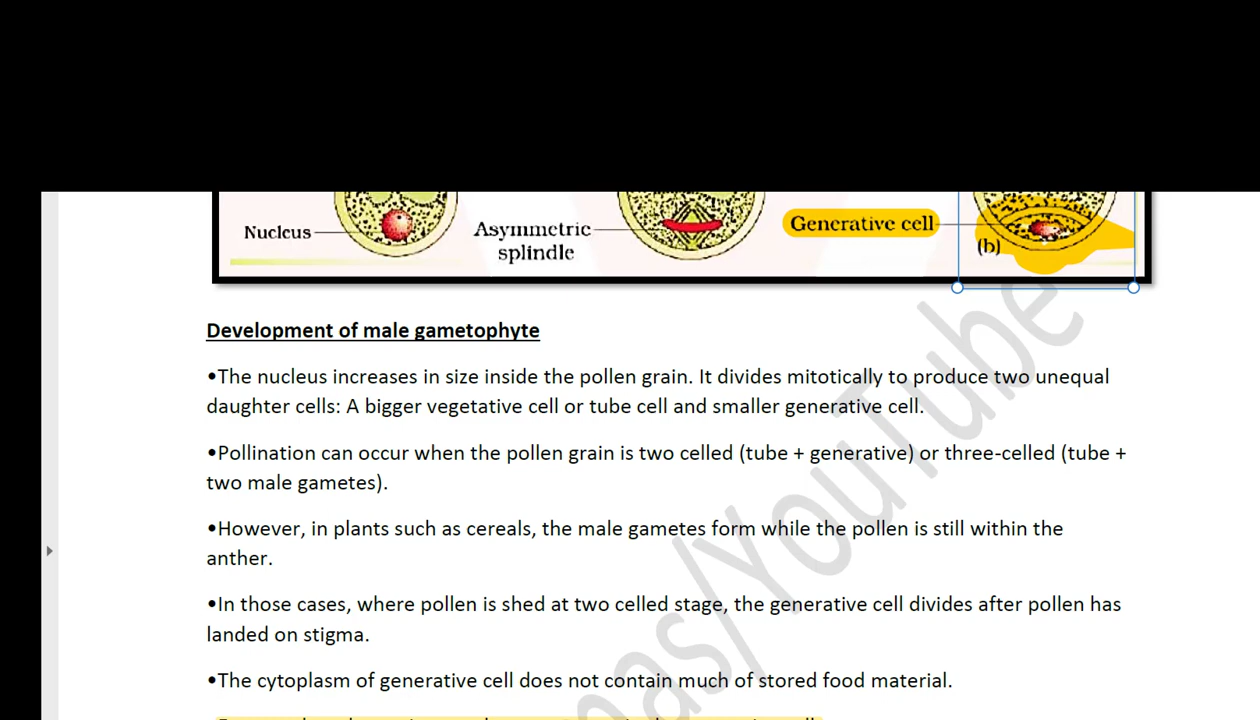 Nucleus
Asymmetric
splindle
Generative cell
(b)
Development of male gametophyte
•The nucleus increases in size inside the pollen grain. It divides mitotically to produce two unequal
daughter cells: A bigger vegetative cell or tube cell and smaller generative cell.
•Pollination can occur when the pollen grain is two celled (tube + generative) or three-celled (tube +
two male gametes).
•However, in plants such as cereals, the male gametes form while the pollen is still within the
anther.
•In those cases, where pollen is shed at two celled stage, the generative cell divides after pollen has
landed on stigma.
•The cytoplasm of generative cell does not contain much of stored food material.
/YouTube